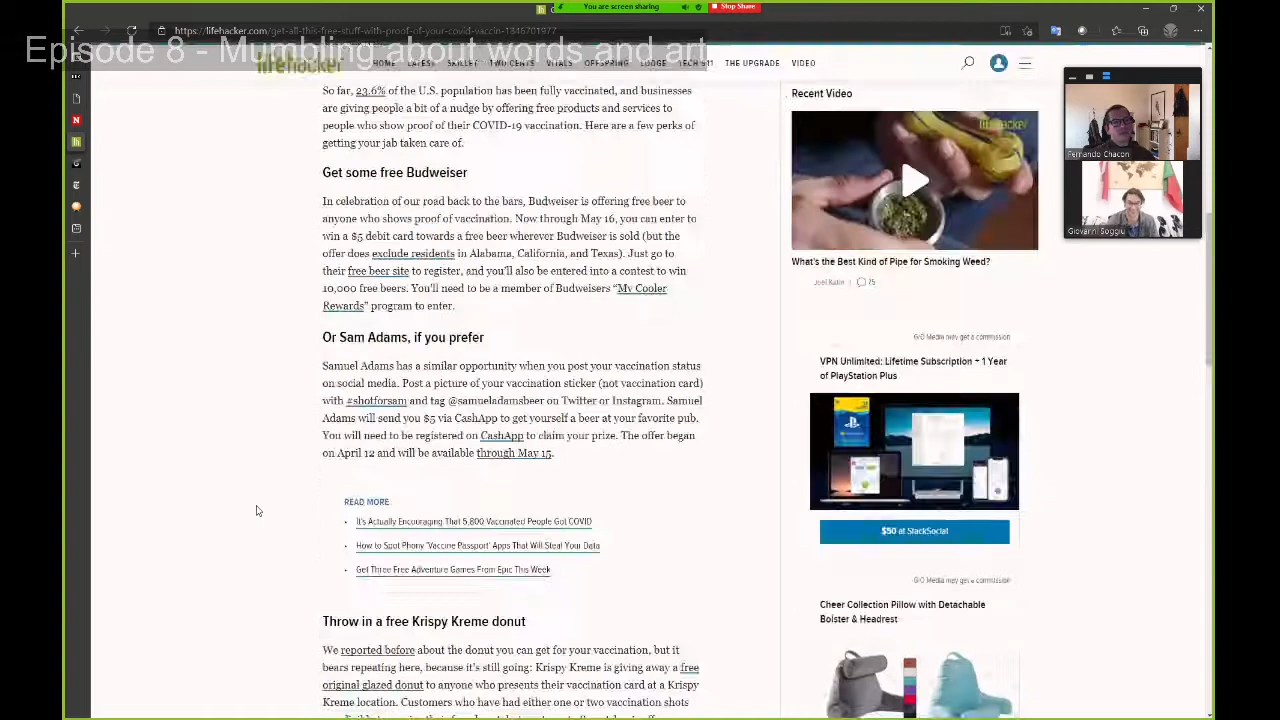 You are screen sharing
Stop Share
https://lifehacker.com/get-all-this-free-stuff-with-proof-of-your-covid-vaccin-1846701977
Episode 8 - Mumbling about words and art
lifehacker
HOME LATEST SKILLET TWO CENTS VITALS OFFSPRING LODGE TECH 911 THE UPGRADE VIDEO
So far, 23.6% of the U.S. population has been fully vaccinated, and businesses
are giving people a bit of a nudge by offering free products and services to
people who show proof of their COVID-19 vaccination. Here are a few perks of
getting your jab taken care of.
Get some free Budweiser
In celebration of our road back to the bars, Budweiser is offering free beer to
anyone who shows proof of vaccination. Now through May 16, you can enter to
win a $5 debit card towards a free beer wherever Budweiser is sold (but the
offer does exclude residents in Alabama, California, and Texas). Just go to
their free beer site to register, and you'll also be entered into a contest to win
10,000 free beers. You'll need to be a member of Budweisers “My Cooler
Rewards” program to enter.
Or Sam Adams, if you prefer
Samuel Adams has a similar opportunity when you post your vaccination status
on social media. Post a picture of your vaccination sticker (not vaccination card)
with #shotforsam and tag @samueladamsbeer on Twitter or Instagram. Samuel
Adams will send you $5 via CashApp to get yourself a beer at your favorite pub.
You will need to be registered on CashApp to claim your prize. The offer began
on April 12 and will be available through May 15.
READ MORE
It's Actually Encouraging That 5,800 Vaccinated People Got COVID
How to Spot Phony 'Vaccine Passport' Apps That Will Steal Your Data
Get Three Free Adventure Games From Epic This Week
Throw in a free Krispy Kreme donut
We reported before about the donut you can get for your vaccination, but it
bears repeating here, because it's still going: Krispy Kreme is giving away a free
original glazed donut to anyone who presents their vaccination card at a Krispy
Kreme location. Customers who have had either one or two vaccination shots
Recent Video
lifehacker
What's the Best Kind of Pipe for Smoking Weed?
Joel Kahn | 75
G/O Media may get a commission
VPN Unlimited: Lifetime Subscription + 1 Year
of PlayStation Plus
$50 at StackSocial
G/O Media may get a commission
Cheer Collection Pillow with Detachable
Bolster & Headrest
Fernando Chacon
Giovanni Soggiu